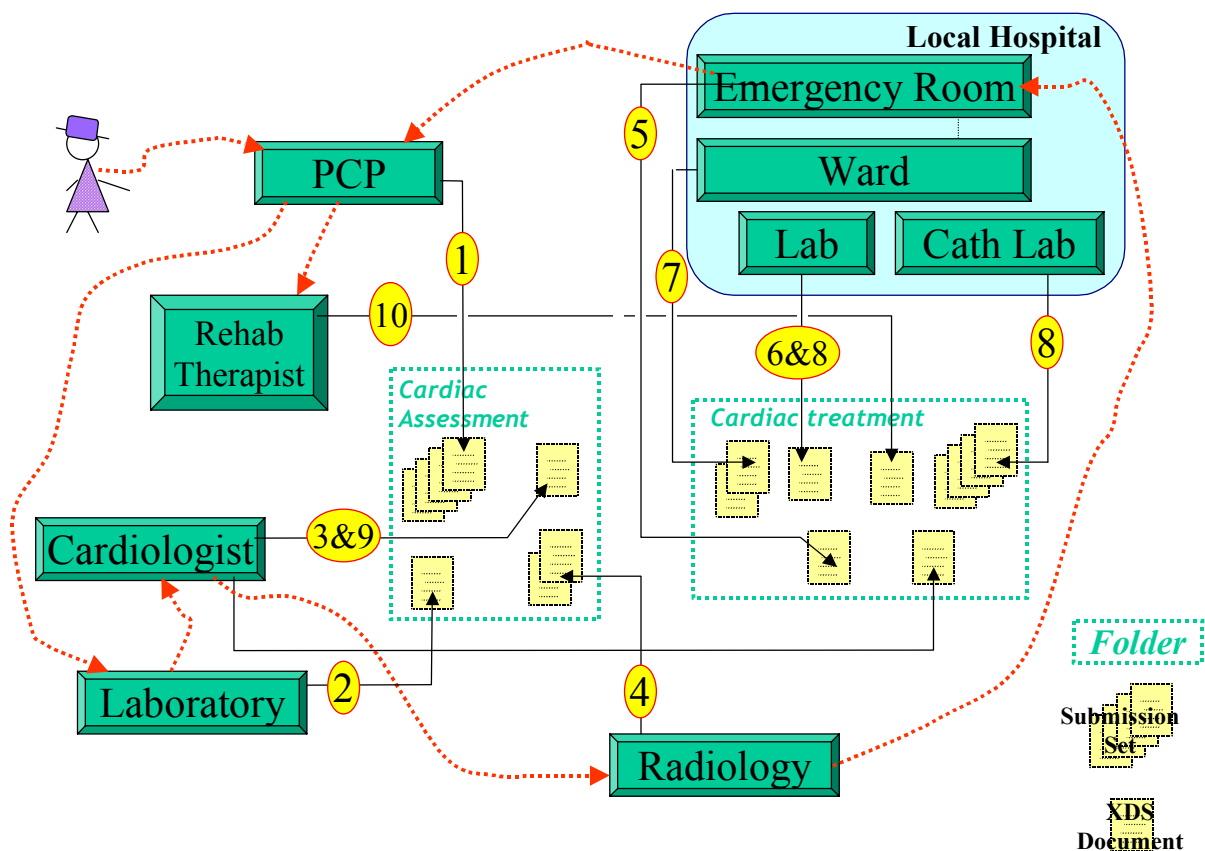 Local Hospital
Emergency Room
5
PCP
Ward
1
Lab
Cath Lab
7
10
Rehab
Therapist
6&8
8
Cardiac
Assessment
Cardiac treatment
Cardiologist
3&9
Folder
Laboratory
2
4
Submission
Set
Radiology
XDS
Document